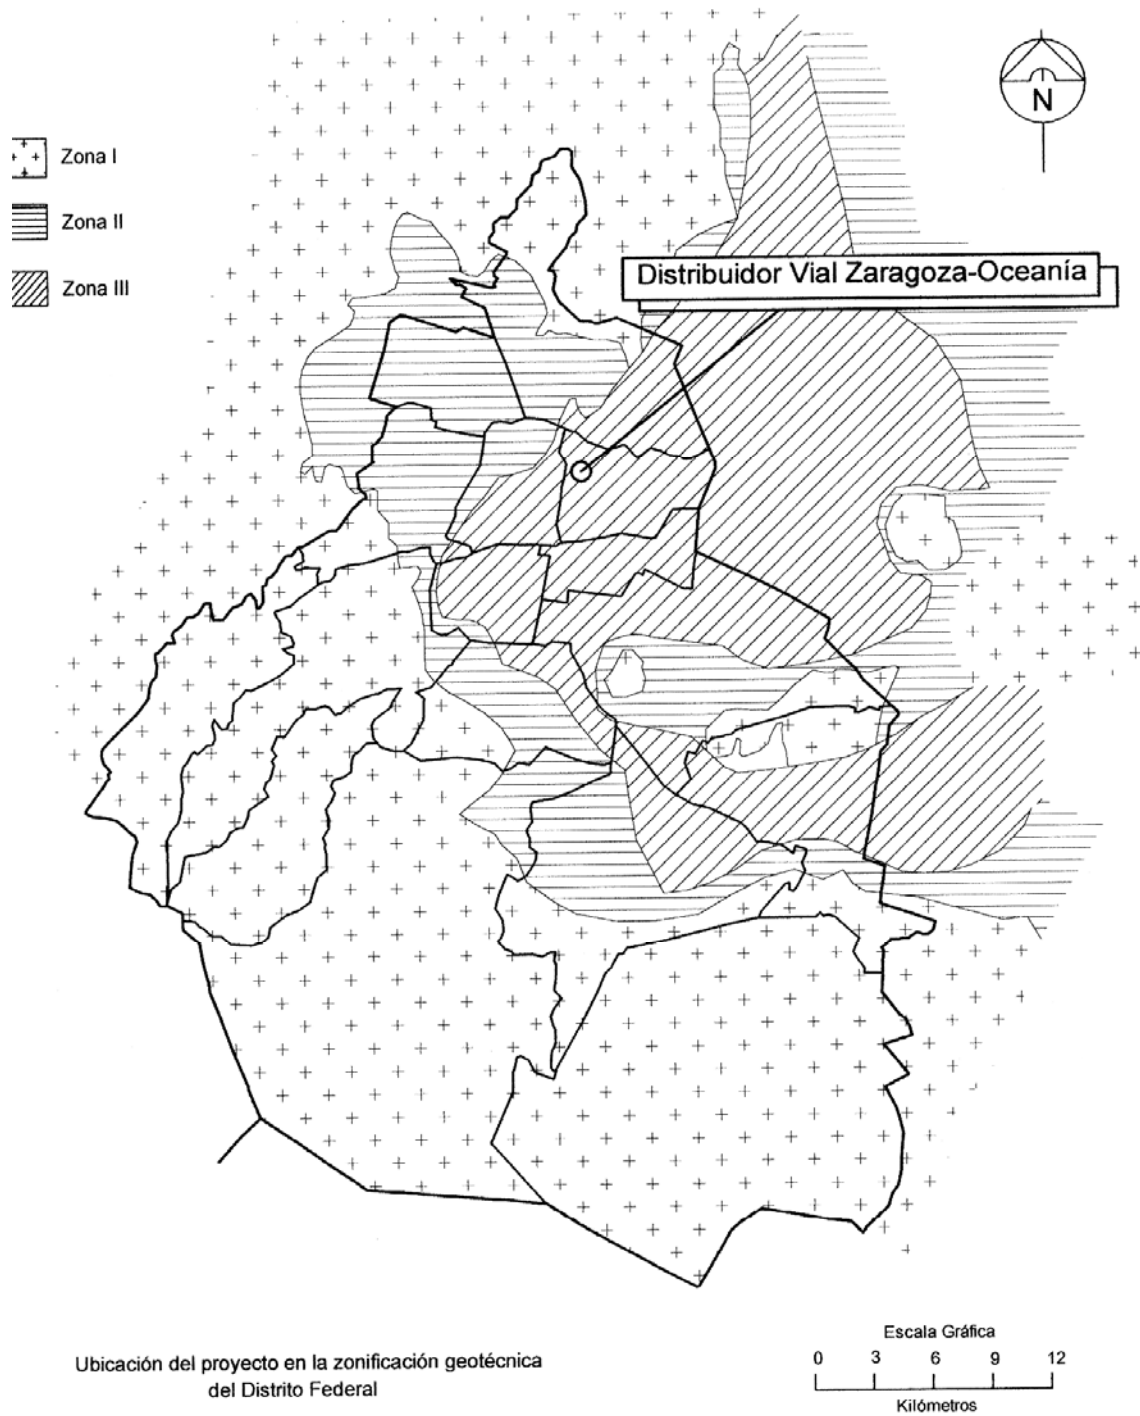 N
Zona I
Zona II
Zona III
Distribuidor Vial Zaragoza-Oceanía
Ubicación del proyecto en la zonificación geotécnica
del Distrito Federal
Escala Gráfica
0 3 6 9 12
Kilómetros